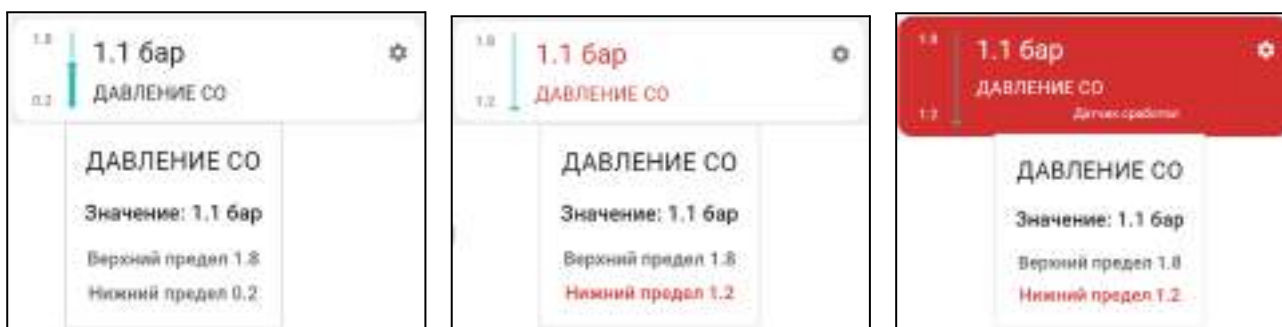 1.8
1.1 бар
0.2
ДАВЛЕНИЕ СО
ДАВЛЕНИЕ СО
Значение: 1.1 бар
Верхний предел 1.8
Нижний предел 0.2
1.8
1.1 бар
1.2
ДАВЛЕНИЕ СО
ДАВЛЕНИЕ СО
Значение: 1.1 бар
Верхний предел 1.8
Нижний предел 1.2
1.8
1.1 бар
ДАВЛЕНИЕ СО
1.2
Датчик сработал
ДАВЛЕНИЕ СО
Значение: 1.1 бар
Верхний предел 1.8
Нижний предел 1.2